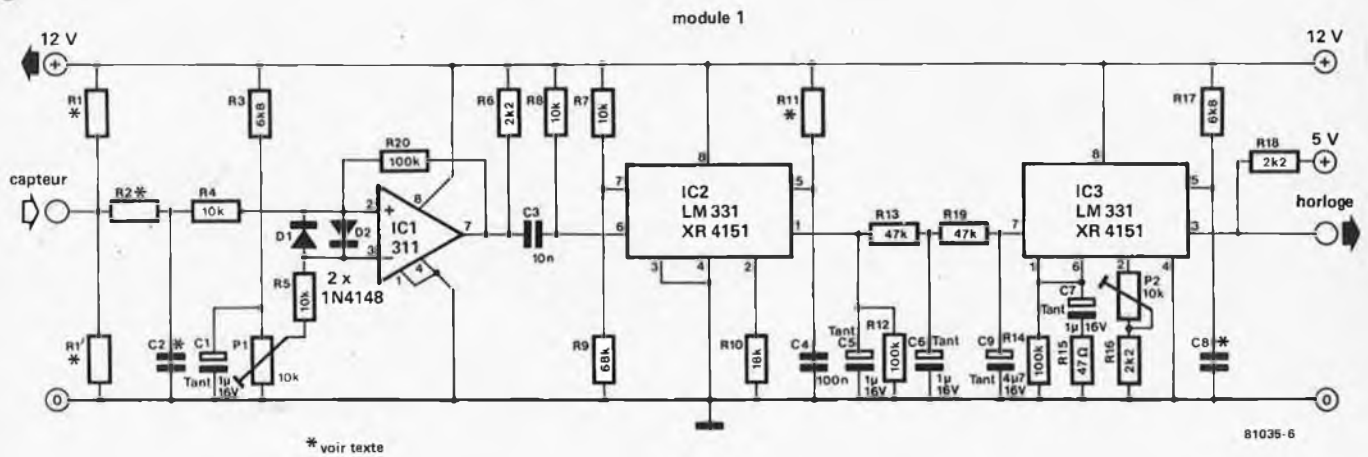 module 1
12 V
+
12 V
+
R1
*
R3
6k8
R6
2k2
R8
10k
R7
10k
R11
*
R17
6k8
R20
100k
R18
2k2
5 V
+
capteur
R2*
R4
10k
D1
D2
2
+
3
-
IC1
311
8
7
1
4
C3
10n
2 x
1N4148
R5
10k
7
6
8
5
1
IC2
LM 331
XR 4151
3
4
2
R13
47k
R19
47k
7
8
5
3
IC3
LM 331
XR 4151
1
6
2
4
horloge
R1'
*
C2
*
C1
Tant
1µ
16V
P1
10k
R9
68k
R10
18k
C4
100n
Tant
C5
1µ
16V
R12
100k
C6
Tant
1µ
16V
C9
Tant
4µ7
16V
R14
100k
C7
Tant
1µ 16V
R15
47Ω
P2
10k
R16
2k2
C8
*
0
0
* voir texte
81035-6